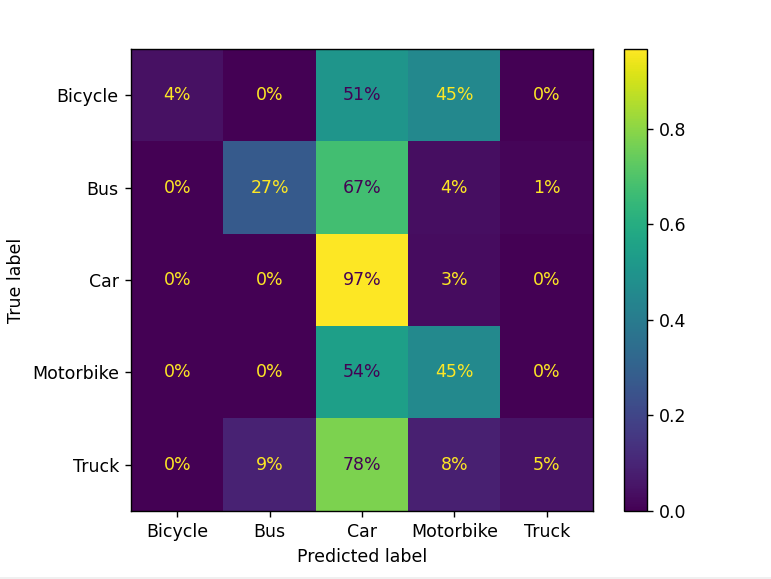 Bicycle 4% 0% 51% 45% 0%
Bus 0% 27% 67% 4% 1%
Car 0% 0% 97% 3% 0%
Motorbike 0% 0% 54% 45% 0%
Truck 0% 9% 78% 8% 5%
Bicycle Bus Car Motorbike Truck
Predicted label
True label
0.8
0.6
0.4
0.2
0.0